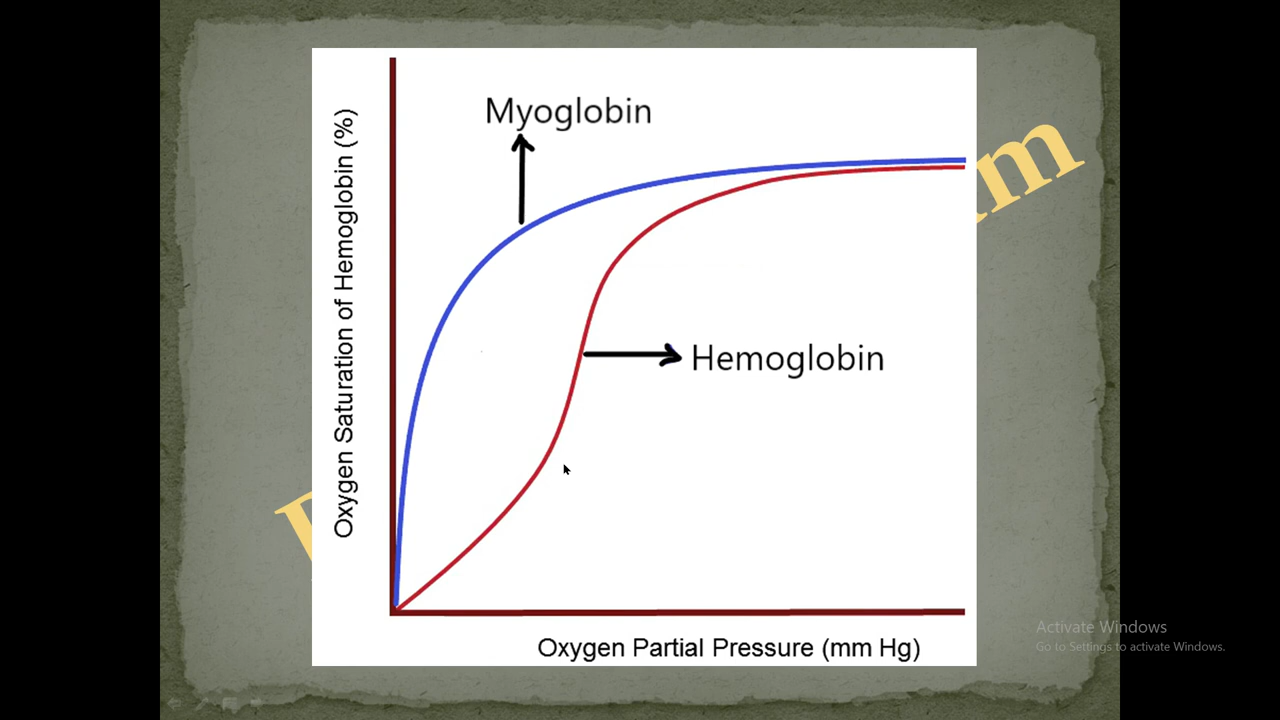 Myoglobin
Oxygen Saturation of Hemoglobin (%)
Hemoglobin
Oxygen Partial Pressure (mm Hg)
Activate Windows
Go to Settings to activate Windows.